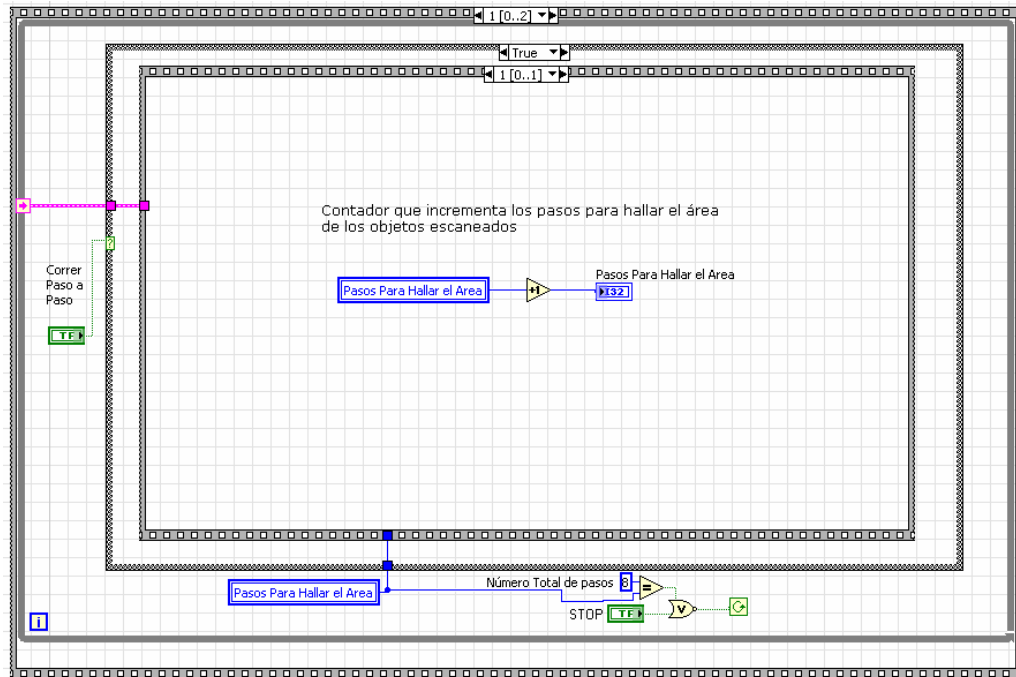 1 [0..2]
True
1 [0..1]
Contador que incrementa los pasos para hallar el área
de los objetos escaneados
?
Correr
Paso a
Paso
TF
Pasos Para Hallar el Area
+1
Pasos Para Hallar el Area
I32
Pasos Para Hallar el Area
Número Total de pasos 8
=
STOP TF
V
i